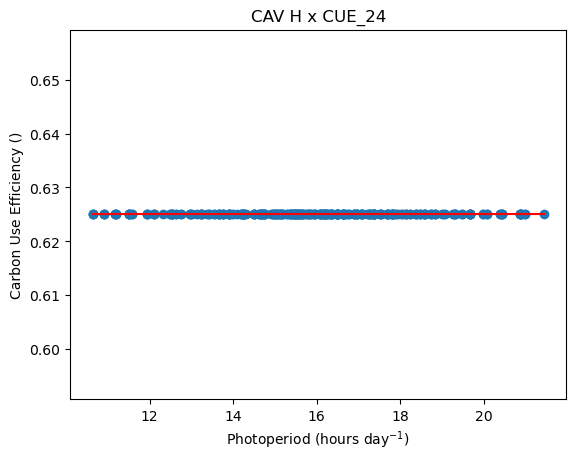 CAV H x CUE_24
Carbon Use Efficiency ()
0.65
0.64
0.63
0.62
0.61
0.60
12 14 16 18 20
Photoperiod (hours day⁻¹)